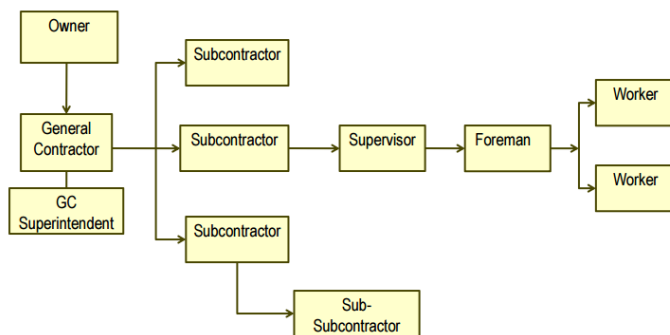 Owner
Subcontractor
Worker
General
Contractor
Subcontractor
Supervisor
Foreman
Worker
GC
Superintendent
Subcontractor
Sub-
Subcontractor